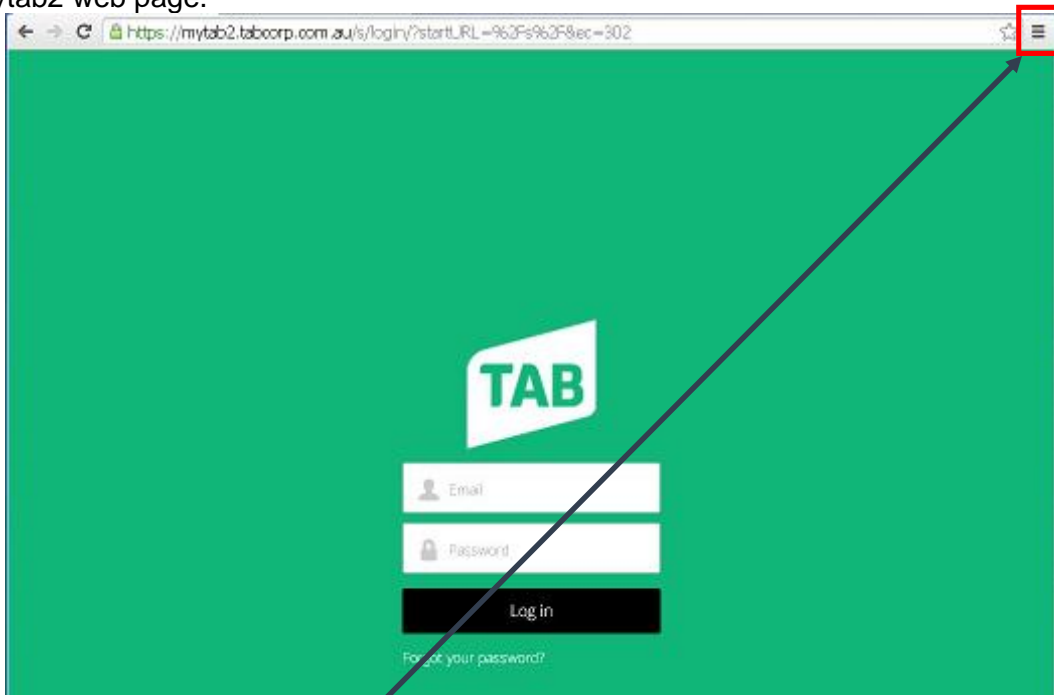 ytab2 web page.
https://mytab2.tabcorp.com.au/s/login/?startURL=%2Fs%2F&ec=302
TAB
Email
Password
Log in
Forgot your password?